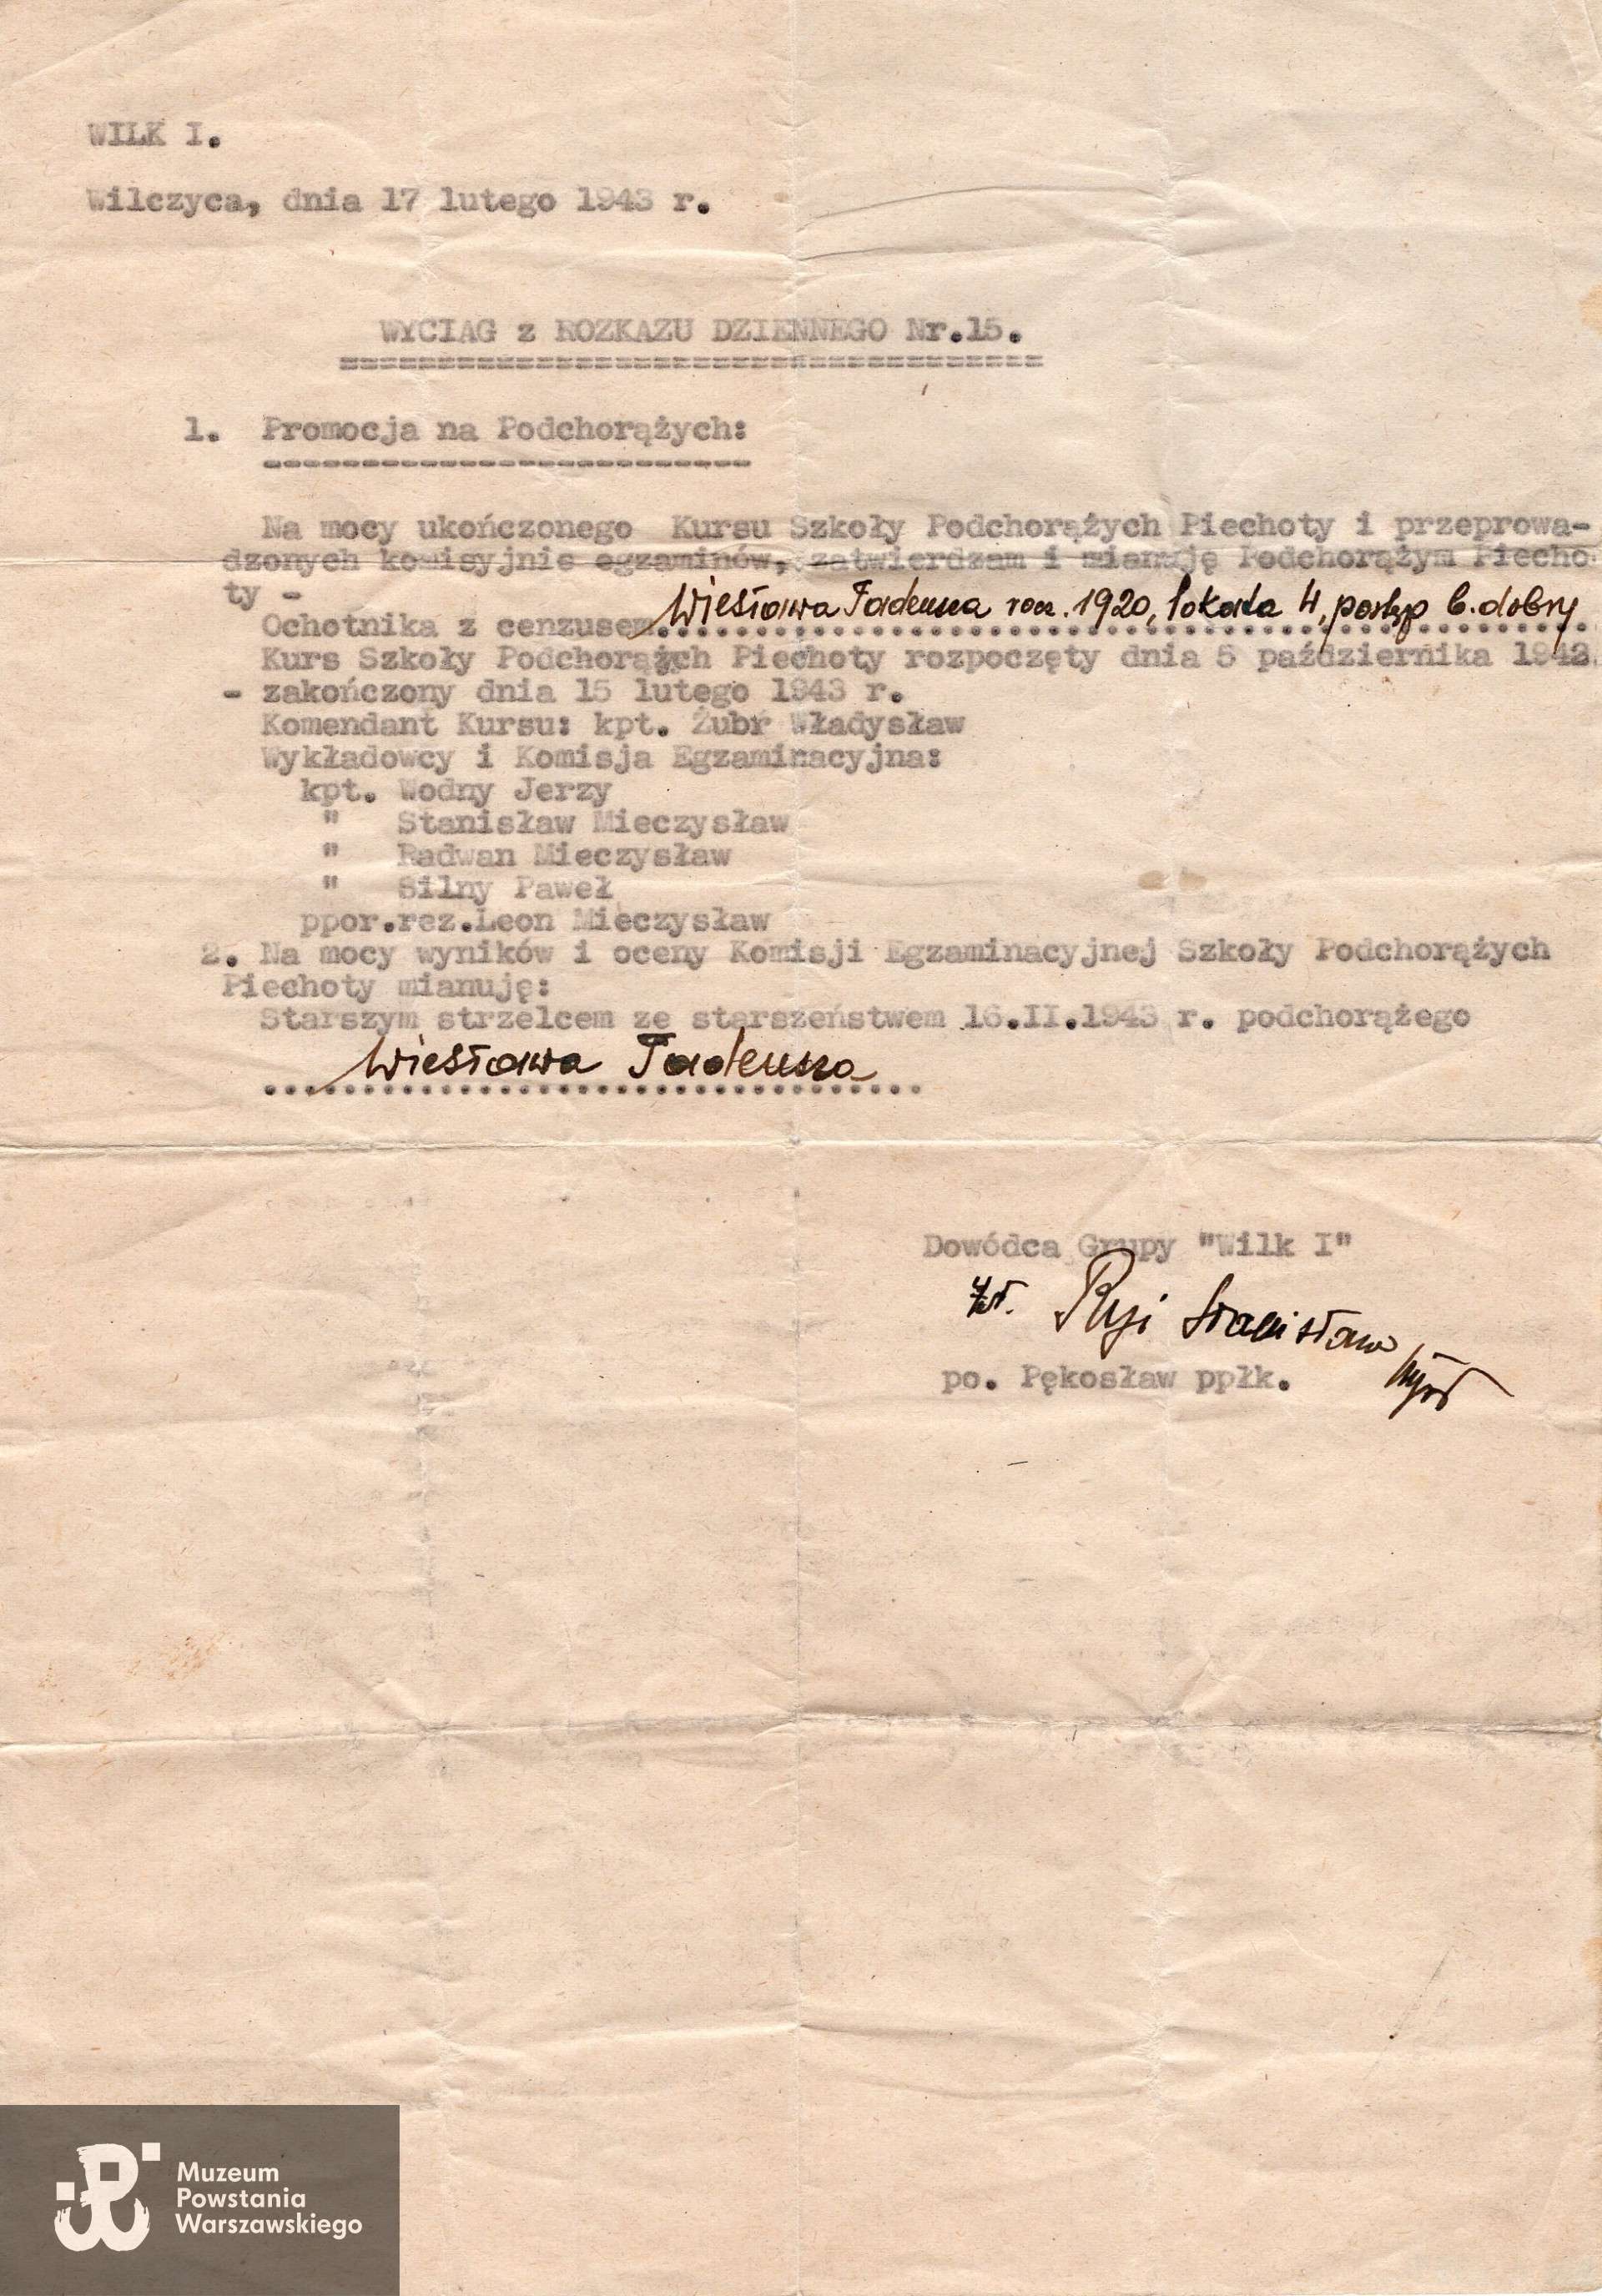 WILK I.
Wilczyca, dnia 17 lutego 1943 r.
WYCIĄG z ROZKAZU DZIENNEGO Nr.15.
===================================
1. Promocja na Podchorążych:
-------------------------
Na mocy ukończonego Kursu Szkoły Podchorążych Piechoty i przeprowa-
dzonych komisyjnie egzaminów, zatwierdzam i mianuję Podchorążym Piecho
ty -
Ochotnika z cenzusem Wiesława Tadeusza rocz. 1920, lokata 4, postęp b. dobry
Kurs Szkoły Podchorążych Piechoty rozpoczęty dnia 5 października 1942
- zakończony dnia 15 lutego 1943 r.
Komendant Kursu: kpt. Żubr Władysław
Wykładowcy i Komisja Egzaminacyjna:
kpt. Wodny Jerzy
" Stanisław Mieczysław
" Radwan Mieczysław
" Silny Paweł
ppor.rez.Leon Mieczysław
2. Na mocy wyników i oceny Komisji Egzaminacyjnej Szkoły Podchorążych
Piechoty mianuję:
Starszym strzelcem ze starszeństwem 16.II.1943 r. podchorążego
Wiesława Tadeusza
Dowódca Grupy "Wilk I"
Stanisław
po. Pękosław ppłk.
Muzeum
Powstania
Warszawskiego